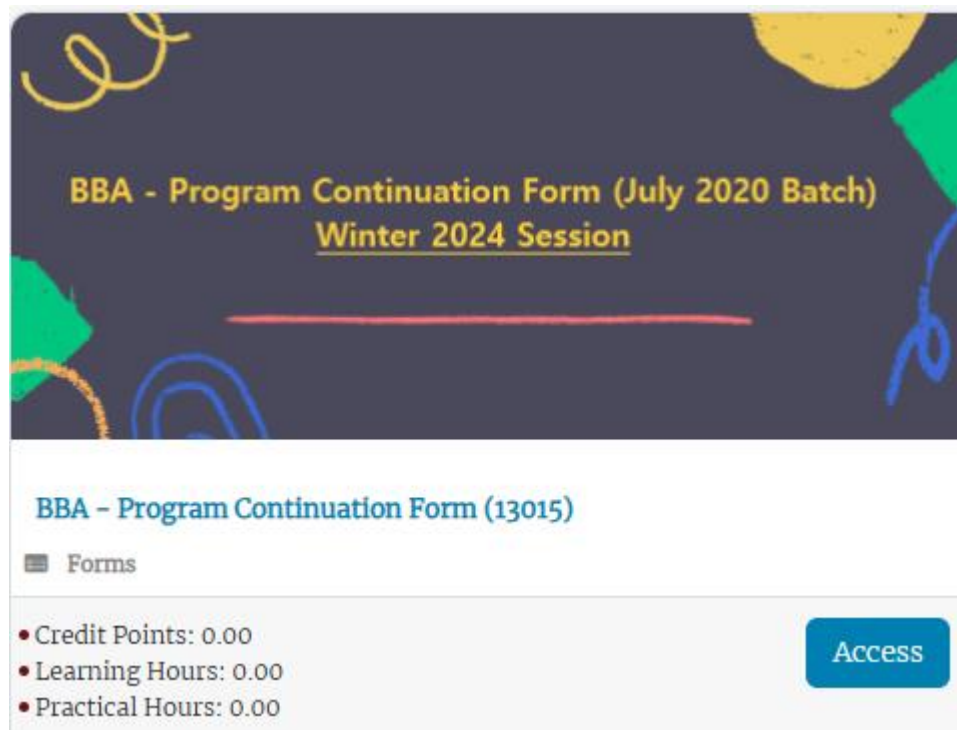 BBA - Program Continuation Form (July 2020 Batch)
Winter 2024 Session
BBA - Program Continuation Form (13015)
Forms
Credit Points: 0.00
Access
Learning Hours: 0.00
Practical Hours: 0.00